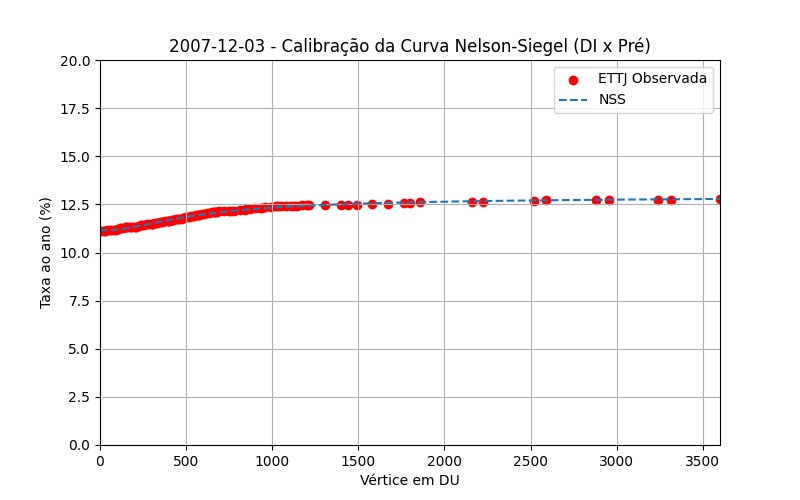 2007-12-03 - Calibração da Curva Nelson-Siegel (DI x Pré)
ETTJ Observada
NSS
Taxa ao ano (%)
20.0
17.5
15.0
12.5
10.0
7.5
5.0
2.5
0.0
0 500 1000 1500 2000 2500 3000 3500
Vértice em DU